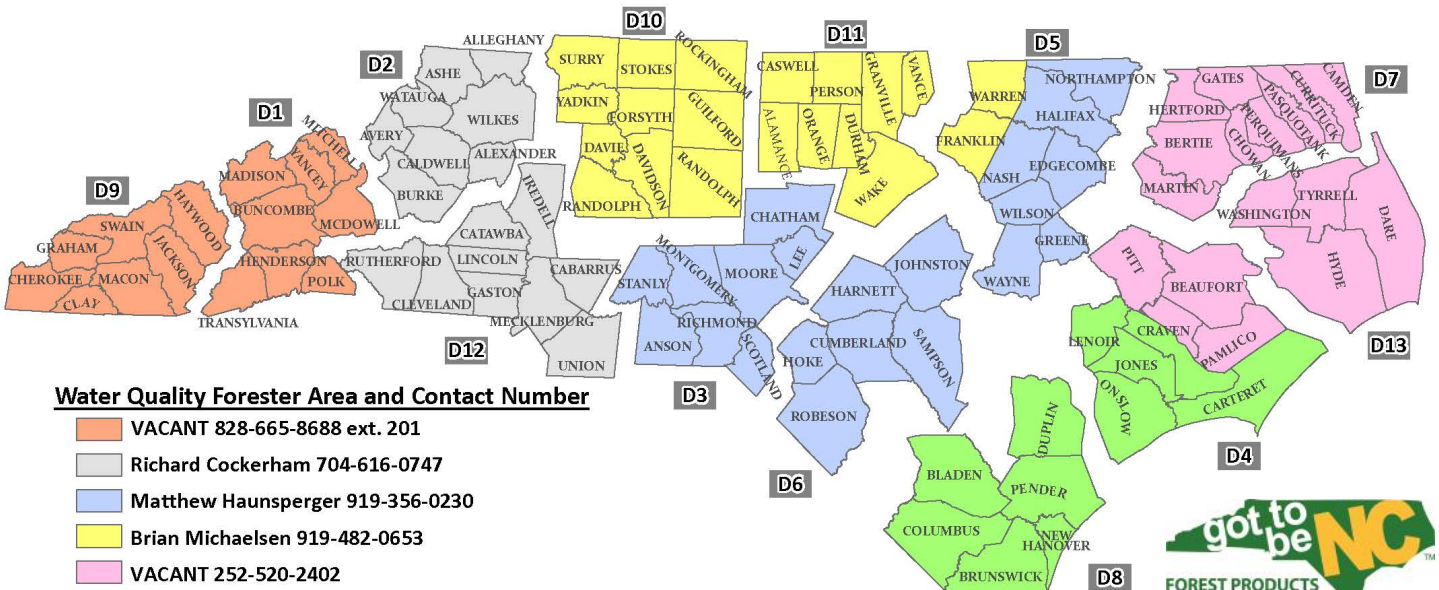 D10
D11
D5
D2
D7
D1
D9
ALLEGHANY
ASHE
WATAUGA
WILKES
AVERY
CALDWELL
ALEXANDER
BURKE
SURRY
STOKES
ROCKINGHAM
YADKIN
FORSYTH
GUILFORD
DAVIE
DAVIDSON
RANDOLPH
RANDOLPH
CASWELL
PERSON
GRANVILLE
VANCE
ALAMANCE
ORANGE
DURHAM
WAKE
WARREN
FRANKLIN
NORTHAMPTON
HALIFAX
NASH
EDGECOMBE
WILSON
GREENE
WAYNE
GATES
HERTFORD
CAMDEN
CURRITUCK
PASQUOTANK
PERQUIMANS
CHOWAN
BERTIE
MARTIN
MITCHELL
YANCEY
MADISON
BUNCOMBE
MCDOWELL
HENDERSON
POLK
TRANSYLVANIA
HAYWOOD
SWAIN
GRAHAM
JACKSON
CHEROKEE
MACON
CLAY
IREDELL
CATAWBA
RUTHERFORD
LINCOLN
CABARRUS
GASTON
CLEVELAND
MECKLENBURG
UNION
D12
CHATHAM
LEE
MONTGOMERY
MOORE
STANLY
RICHMOND
ANSON
SCOTLAND
D3
JOHNSTON
HARNETT
CUMBERLAND
SAMPSON
HOKE
ROBESON
D6
WASHINGTON
TYRRELL
DARE
HYDE
PITT
BEAUFORT
PAMLICO
D13
LENOIR
CRAVEN
JONES
ONSLOW
CARTERET
D4
DUPLIN
BLADEN
PENDER
COLUMBUS
NEW
HANOVER
BRUNSWICK
D8
Water Quality Forester Area and Contact Number
VACANT 828-665-8688 ext. 201
Richard Cockerham 704-616-0747
Matthew Haunsperger 919-356-0230
Brian Michaelsen 919-482-0653
VACANT 252-520-2402
got to
be NC
TM
FOREST PRODUCTS